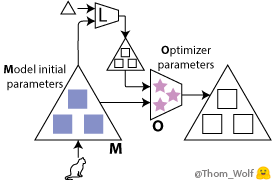 L
Optimizer
parameters
Model initial
parameters
M
O
@Thom_Wolf 🤗